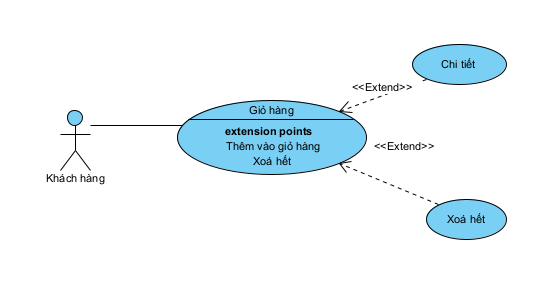 Chi tiết
<<Extend>>
Giỏ hàng
extension points
Thêm vào giỏ hàng
Xoá hết
<<Extend>>
Khách hàng
Xoá hết